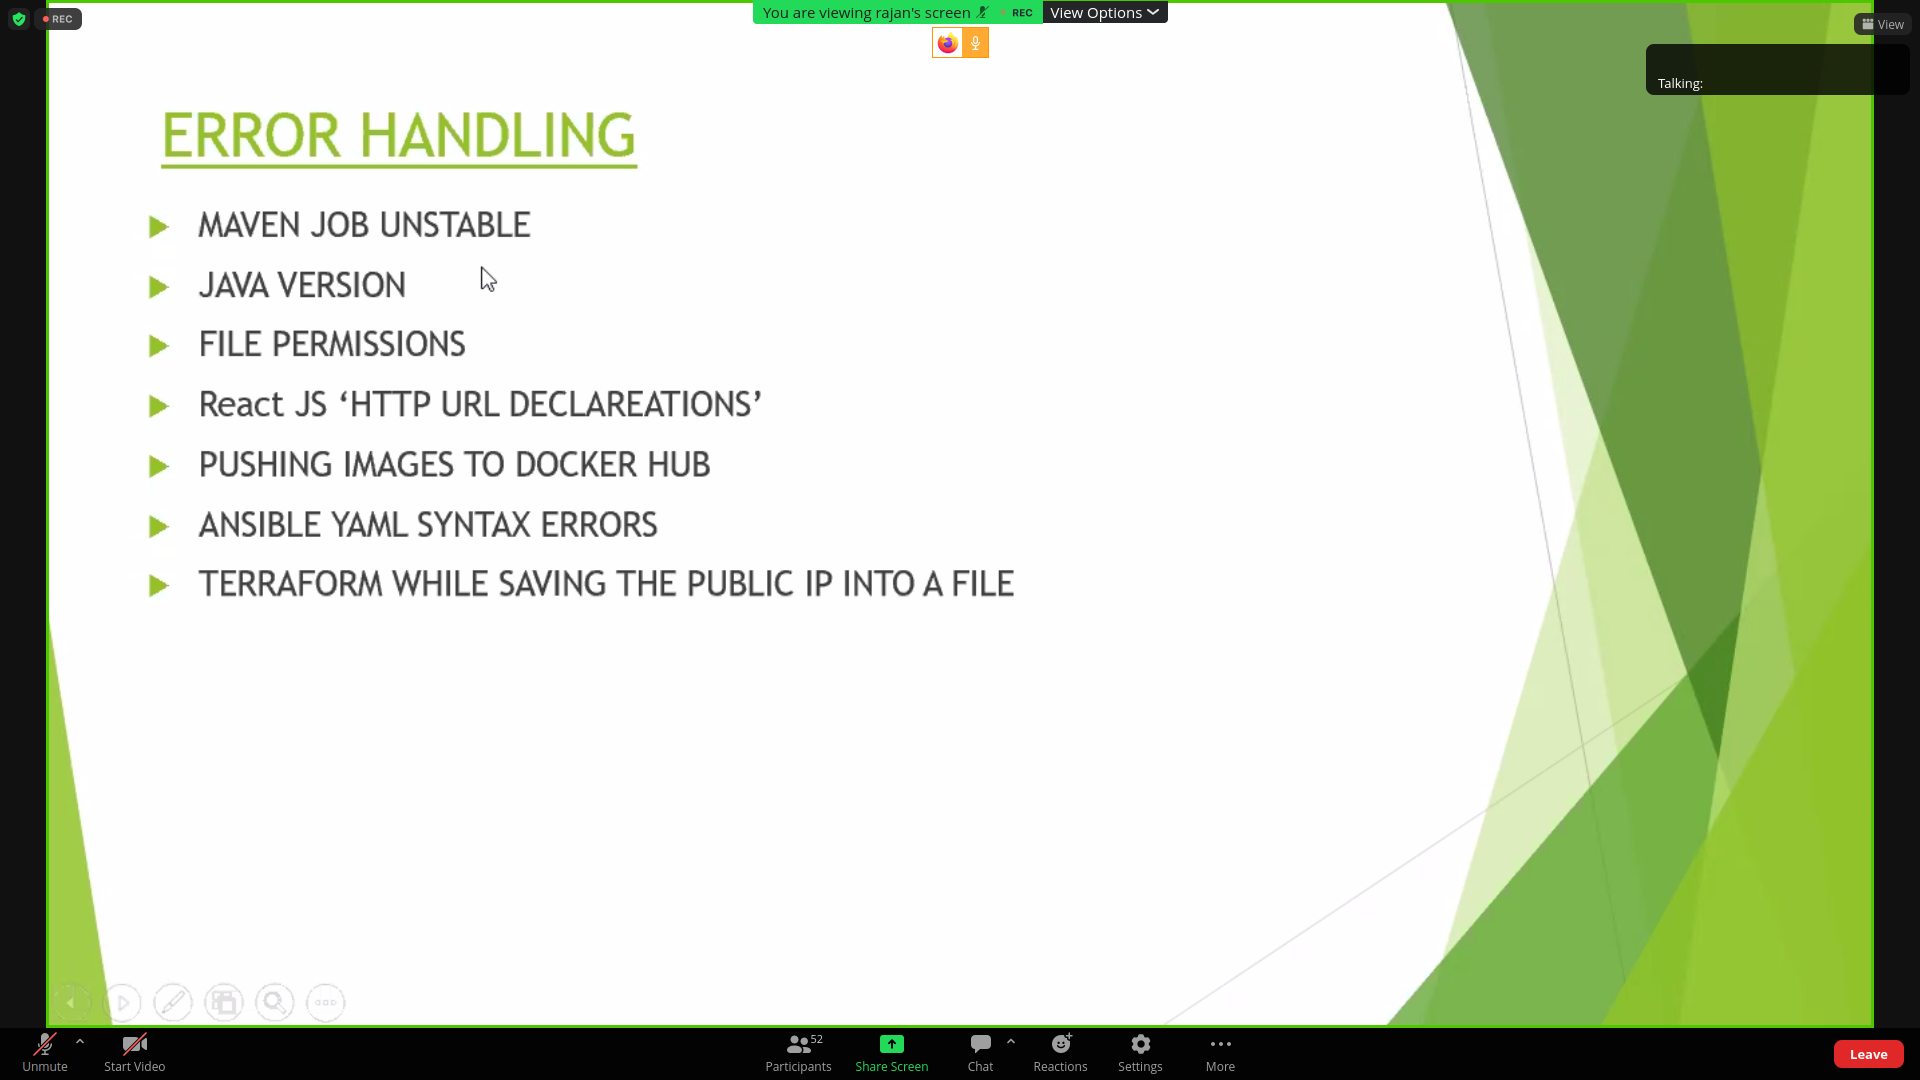 REC
You are viewing rajan's screen
REC
View Options
View
Talking:
ERROR HANDLING
MAVEN JOB UNSTABLE
JAVA VERSION
FILE PERMISSIONS
React JS ‘HTTP URL DECLAREATIONS’
PUSHING IMAGES TO DOCKER HUB
ANSIBLE YAML SYNTAX ERRORS
TERRAFORM WHILE SAVING THE PUBLIC IP INTO A FILE
Unmute
Start Video
52
Participants
Share Screen
Chat
Reactions
Settings
More
Leave